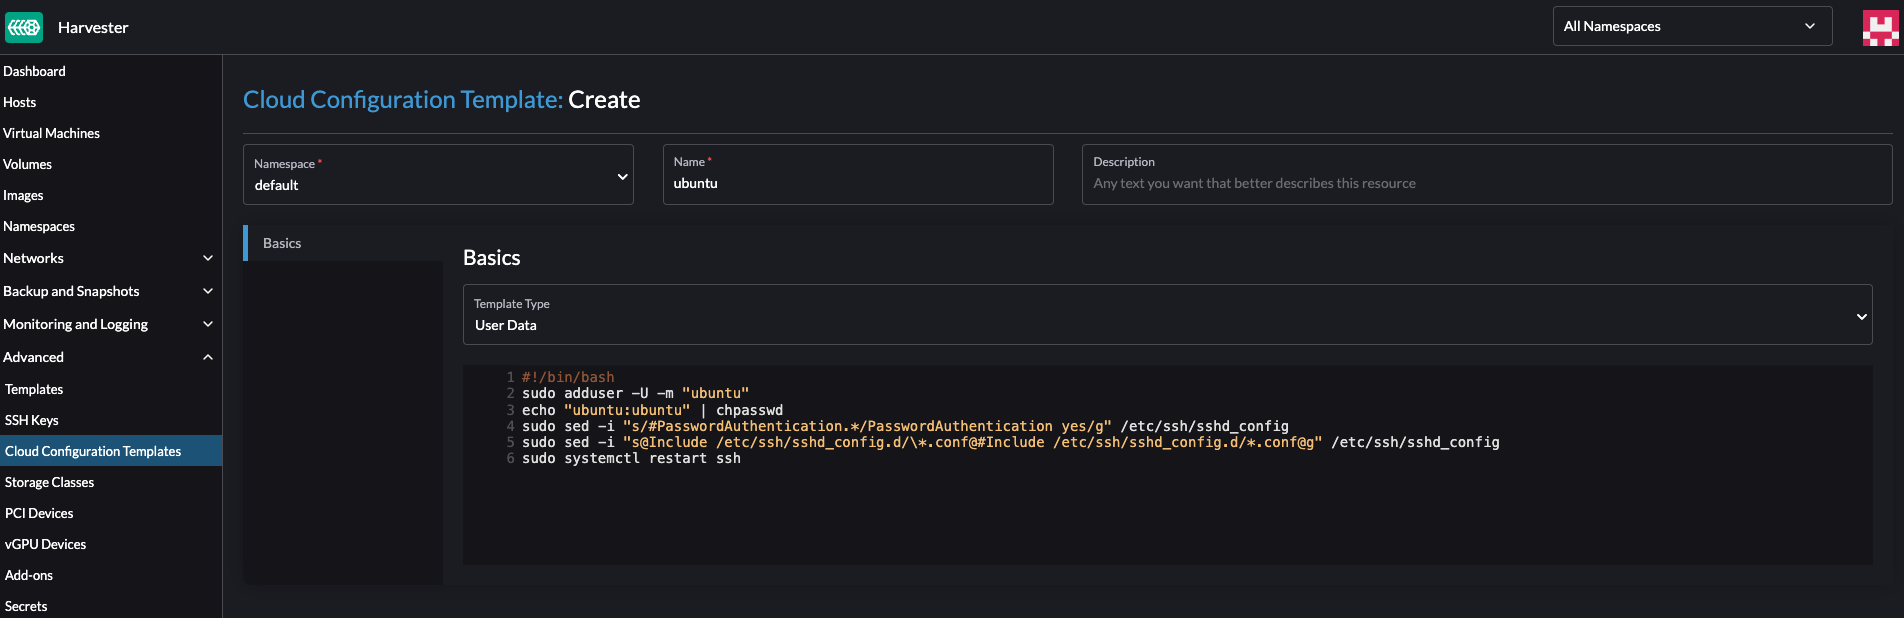 Harvester
All Namespaces
Dashboard
Hosts
Virtual Machines
Volumes
Images
Namespaces
Networks
Backup and Snapshots
Monitoring and Logging
Advanced
Templates
SSH Keys
Cloud Configuration Templates
Storage Classes
PCI Devices
vGPU Devices
Add-ons
Secrets
Cloud Configuration Template: Create
Namespace *
default
Name *
ubuntu
Description
Any text you want that better describes this resource
Basics
Basics
Template Type
User Data
1 #!/bin/bash
2 sudo adduser -U -m "ubuntu"
3 echo "ubuntu:ubuntu" | chpasswd
4 sudo sed -i "s/#PasswordAuthentication.*/PasswordAuthentication yes/g" /etc/ssh/sshd_config
5 sudo sed -i "s@Include /etc/ssh/sshd_config.d/\*.conf@#Include /etc/ssh/sshd_config.d/*.conf@g" /etc/ssh/sshd_config
6 sudo systemctl restart ssh